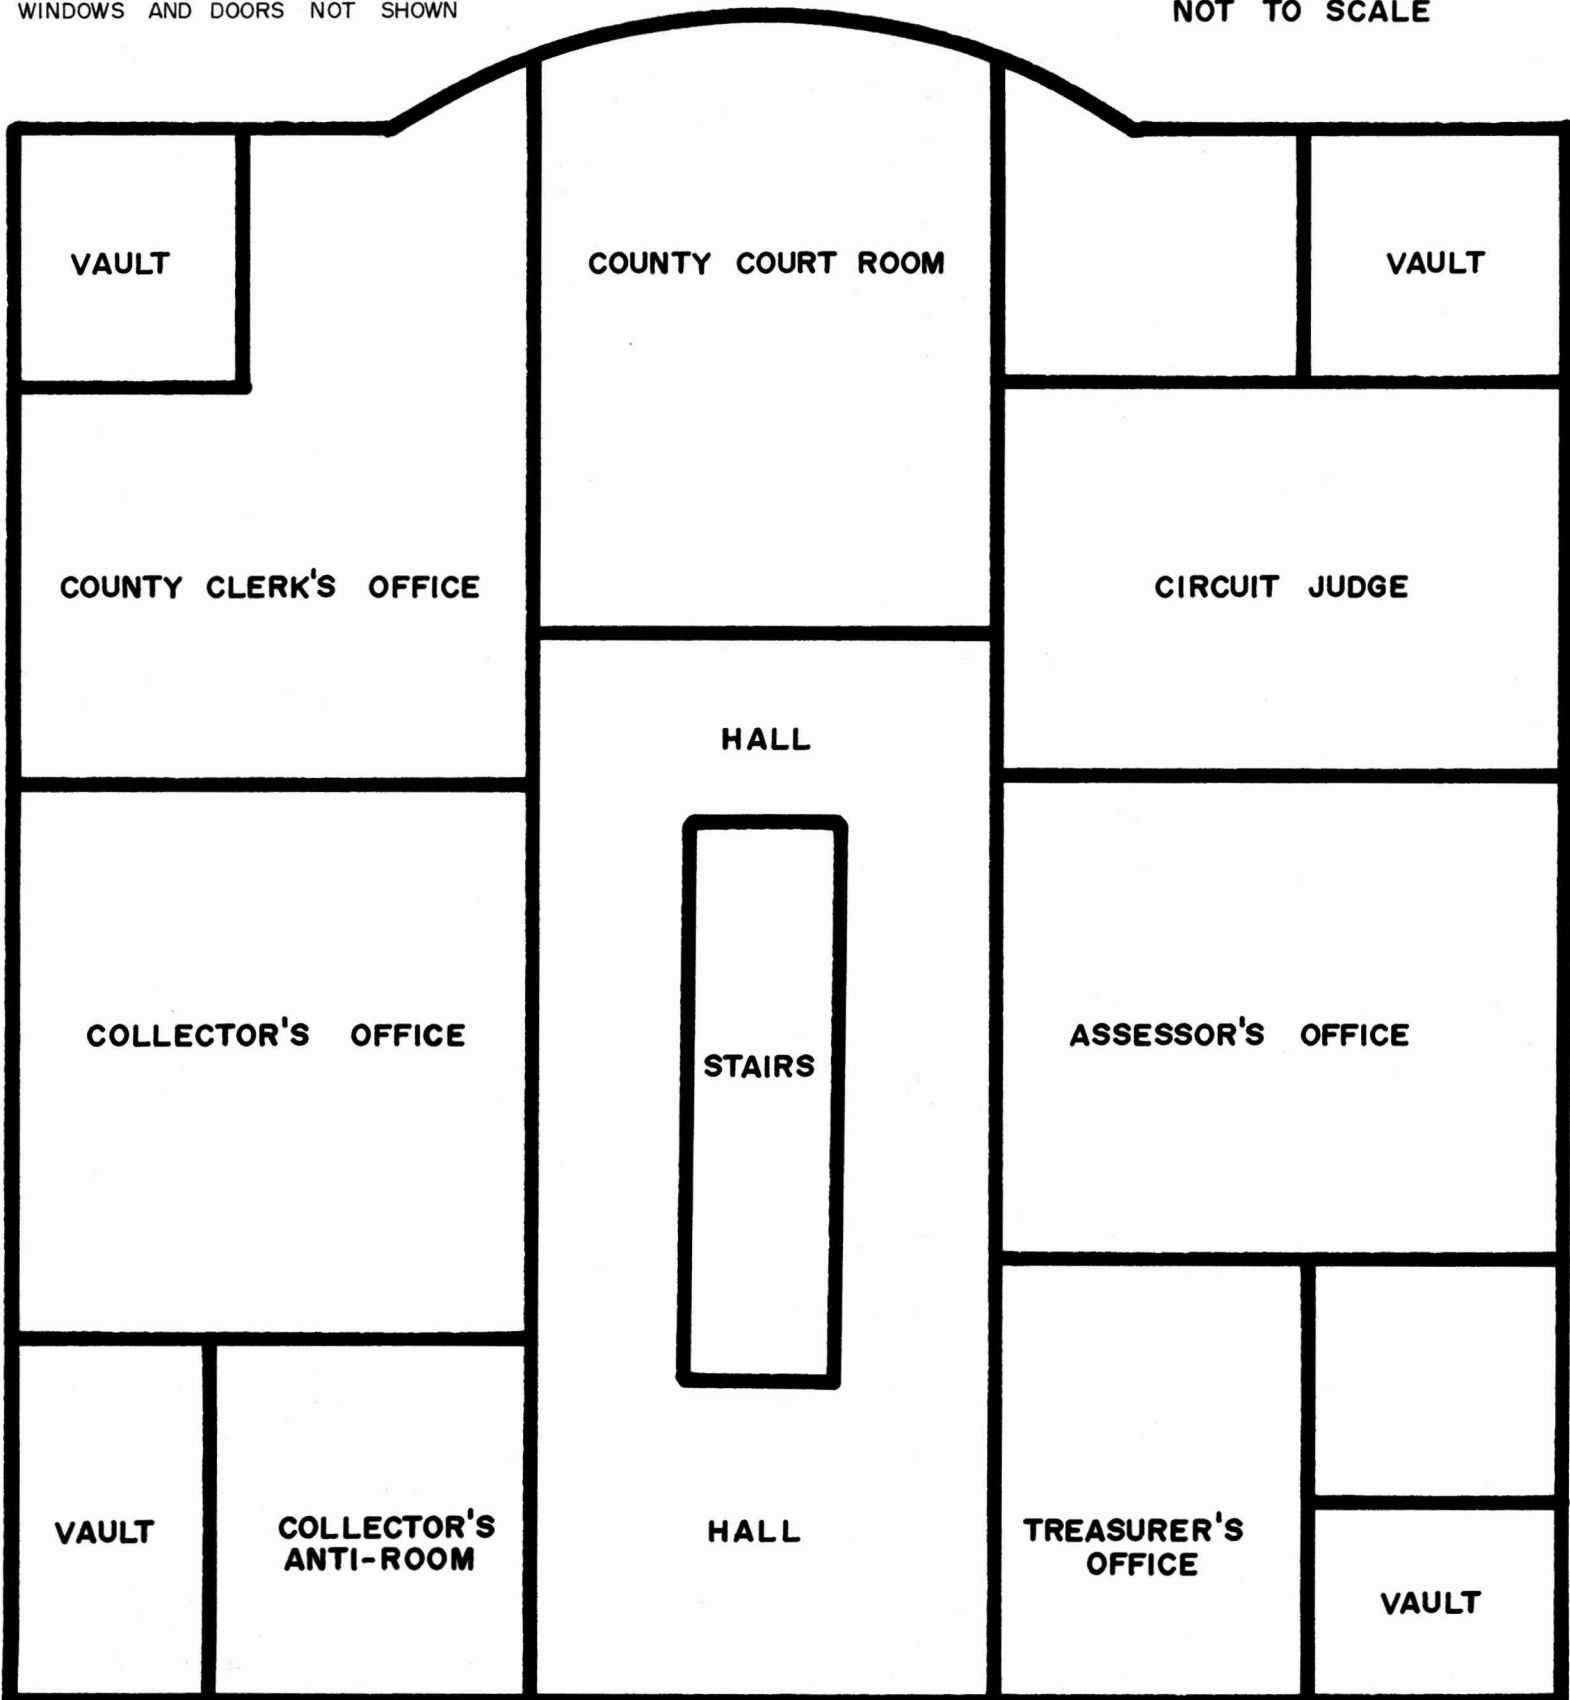 WINDOWS AND DOORS NOT SHOWN
NOT TO SCALE
VAULT
COUNTY COURT ROOM
VAULT
COUNTY CLERK'S OFFICE
CIRCUIT JUDGE
HALL
COLLECTOR'S OFFICE
STAIRS
ASSESSOR'S OFFICE
VAULT
COLLECTOR'S
ANTI-ROOM
HALL
TREASURER'S
OFFICE
VAULT